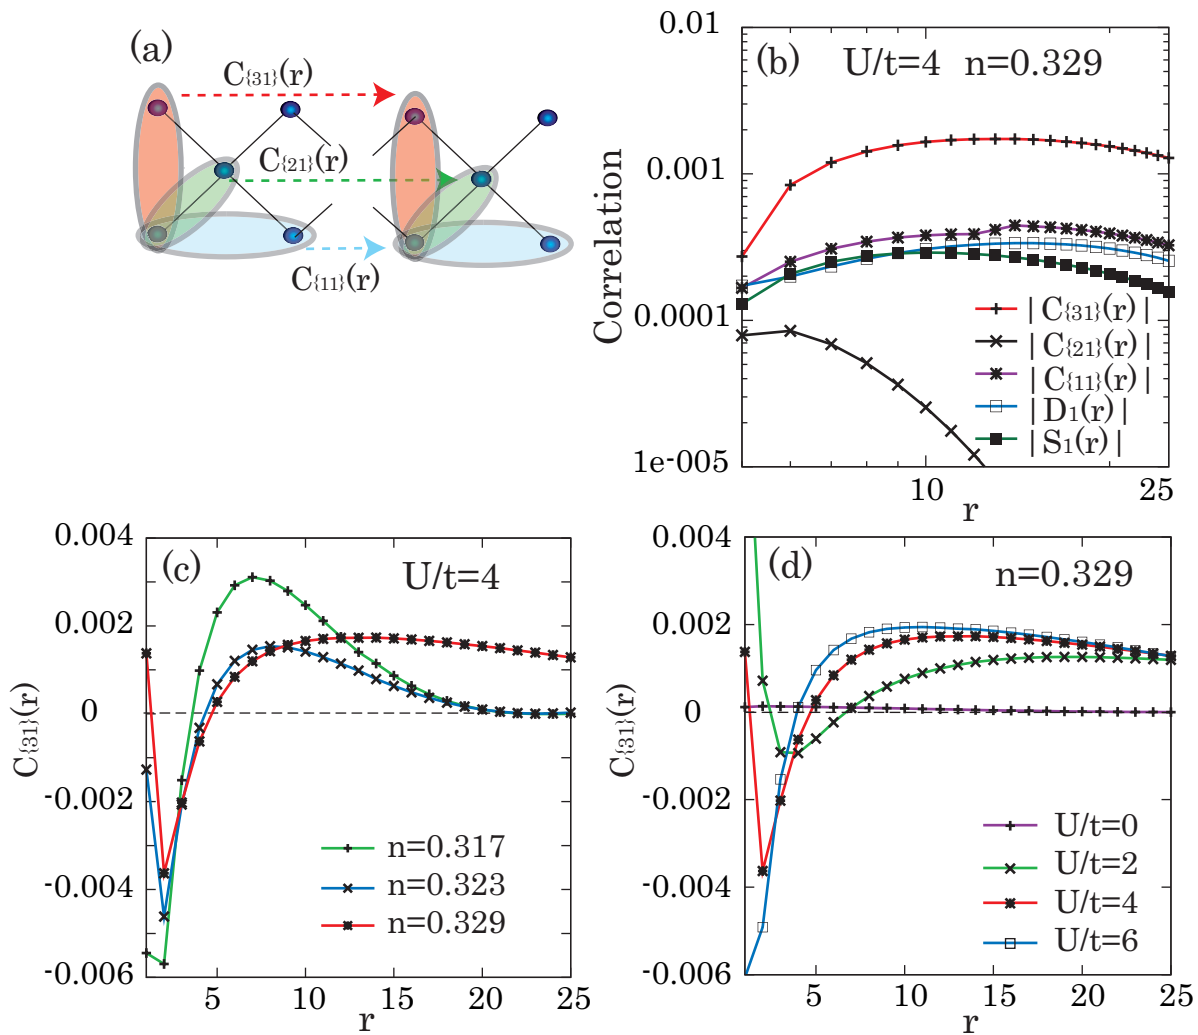 (a)
C{31}(r)
C{21}(r)
C{11}(r)
(b)
U/t=4 n=0.329
0.01
0.001
0.0001
1e-005
Correlation
10
25
r
|C{31}(r)|
|C{21}(r)|
|C{11}(r)|
|D1(r)|
|S1(r)|
(c)
U/t=4
0.004
0.002
0
-0.002
-0.004
-0.006
C{31}(r)
5
10
15
20
25
r
n=0.317
n=0.323
n=0.329
(d)
n=0.329
0.004
0.002
0
-0.002
-0.004
-0.006
C{31}(r)
5
10
15
20
25
r
U/t=0
U/t=2
U/t=4
U/t=6